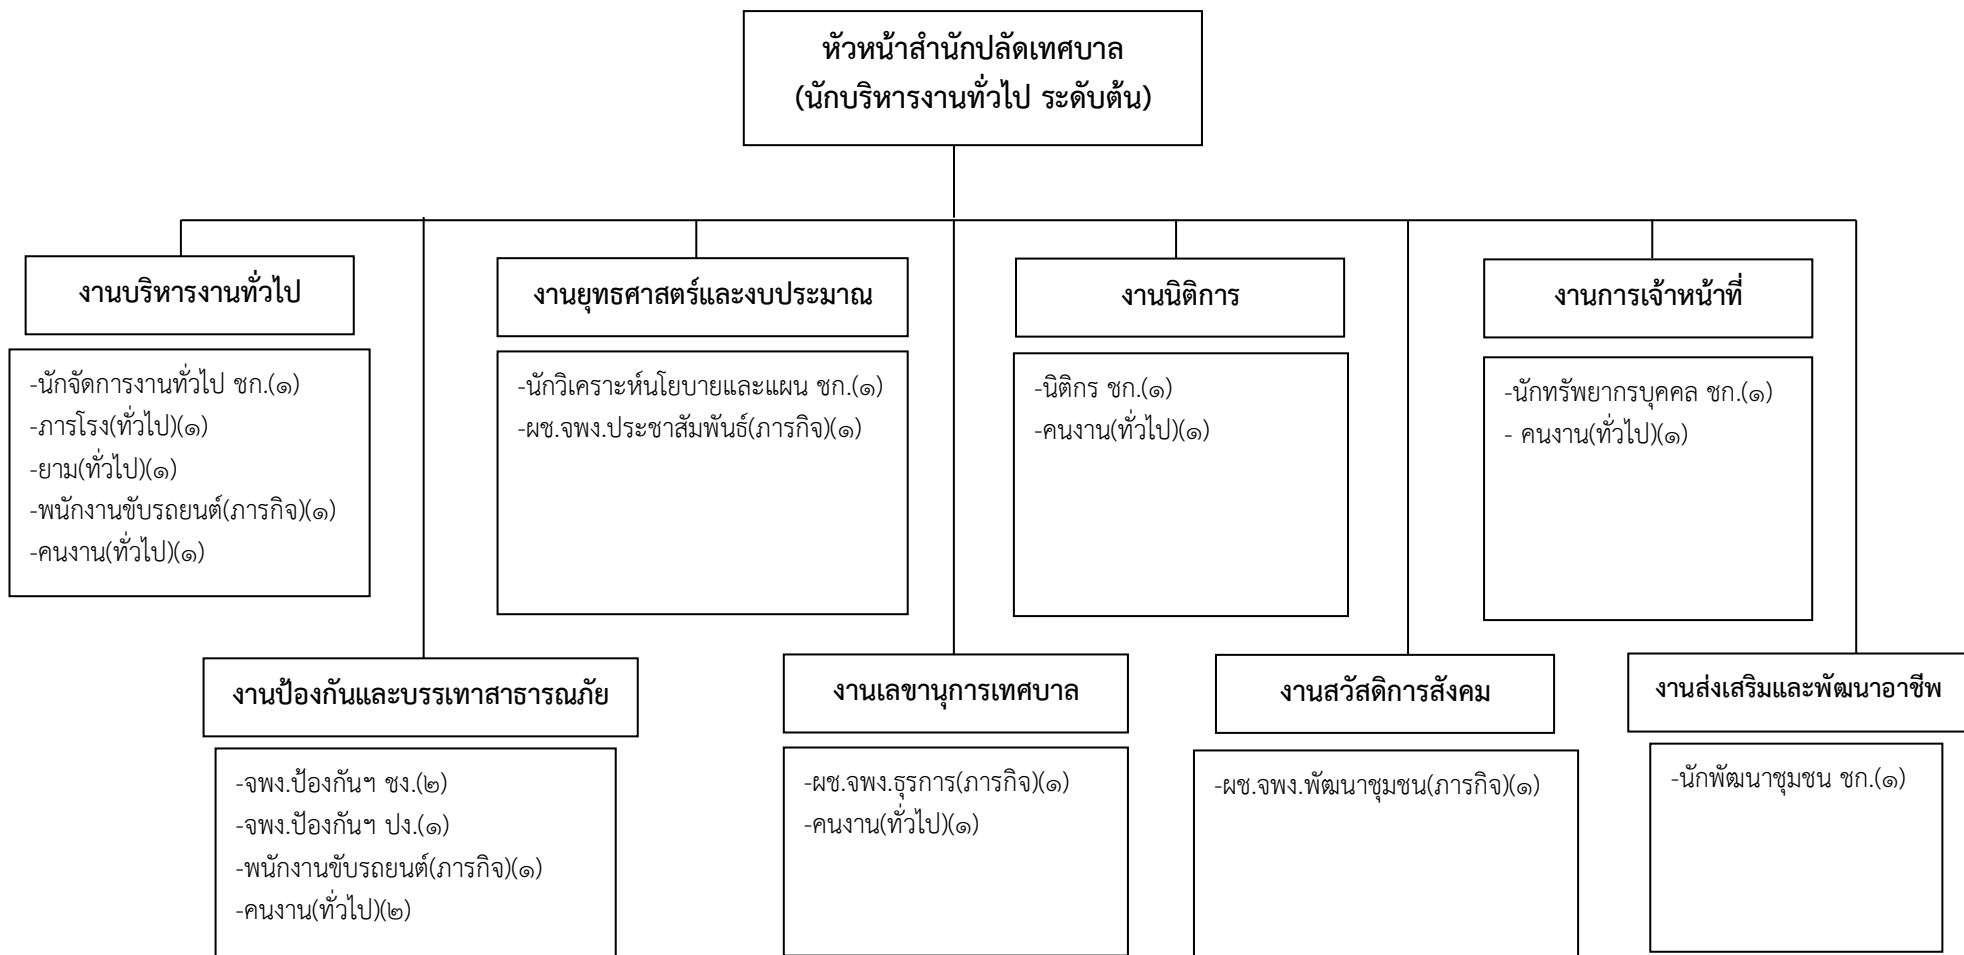 หัวหน้าสำนักปลัดเทศบาล
(นักบริหารงานทั่วไป ระดับต้น)
งานบริหารงานทั่วไป
-นักจัดการงานทั่วไป ชก.(๑)
-ภารโรง(ทั่วไป)(๑)
-ยาม(ทั่วไป)(๑)
-พนักงานขับรถยนต์(ภารกิจ)(๑)
-คนงาน(ทั่วไป)(๑)
งานยุทธศาสตร์และงบประมาณ
-นักวิเคราะห์นโยบายและแผน ชก.(๑)
-ผช.จพง.ประชาสัมพันธ์(ภารกิจ)(๑)
งานนิติการ
-นิติกร ชก.(๑)
-คนงาน(ทั่วไป)(๑)
งานการเจ้าหน้าที่
-นักทรัพยากรบุคคล ชก.(๑)
- คนงาน(ทั่วไป)(๑)
งานป้องกันและบรรเทาสาธารณภัย
-จพง.ป้องกันฯ ชง.(๒)
-จพง.ป้องกันฯ ปง.(๑)
-พนักงานขับรถยนต์(ภารกิจ)(๑)
-คนงาน(ทั่วไป)(๒)
งานเลขานุการเทศบาล
-ผช.จพง.ธุรการ(ภารกิจ)(๑)
-คนงาน(ทั่วไป)(๑)
งานสวัสดิการสังคม
-ผช.จพง.พัฒนาชุมชน(ภารกิจ)(๑)
งานส่งเสริมและพัฒนาอาชีพ
-นักพัฒนาชุมชน ชก.(๑)